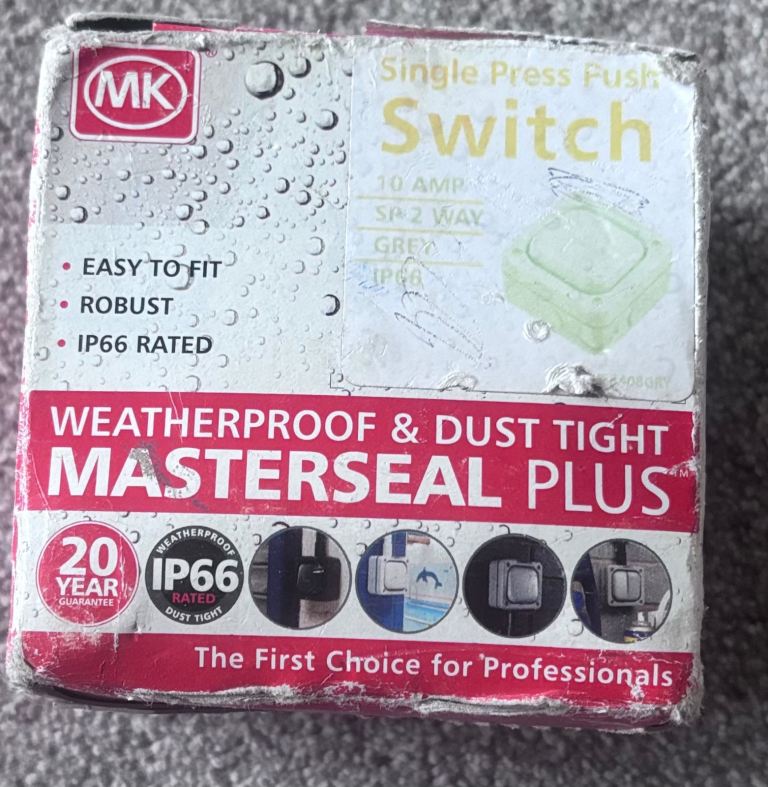 MK
®
Single Press Push
Switch
10 AMP
SP 2 WAY
GREY
IP66
• EASY TO FIT
• ROBUST
• IP66 RATED
WEATHERPROOF & DUST TIGHT
MASTERSEAL PLUS™
20
YEAR
GUARANTEE
WEATHERPROOF
IP66
RATED
DUST TIGHT
The First Choice for Professionals